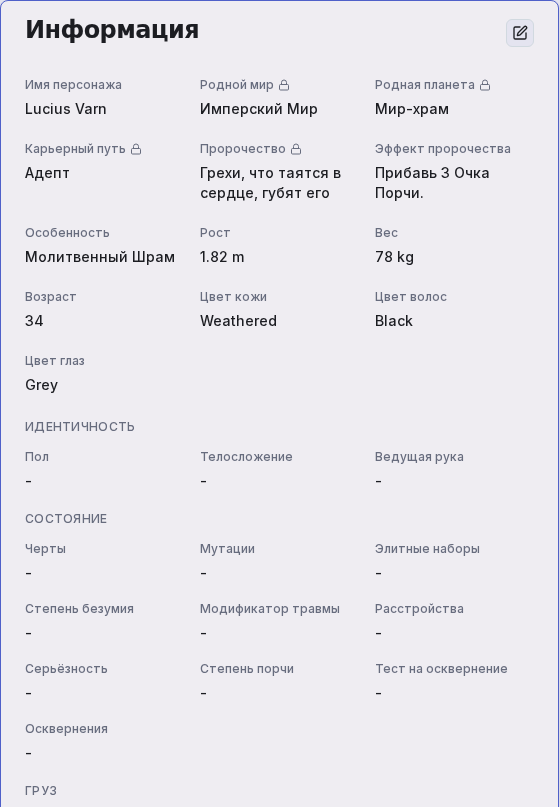 Информация
Имя персонажа
Родной мир
Родная планета
Lucius Varn
Имперский Мир
Мир-храм
Карьерный путь
Пророчество
Эффект пророчества
Адепт
Грехи, что таятся в
сердце, губят его
Прибавь 3 Очка
Порчи.
Особенность
Рост
Вес
Молитвенный Шрам
1.82 m
78 kg
Возраст
Цвет кожи
Цвет волос
34
Weathered
Black
Цвет глаз
Grey
ИДЕНТИЧНОСТЬ
Пол
Телосложение
Ведущая рука
-
-
-
СОСТОЯНИЕ
Черты
Мутации
Элитные наборы
-
-
-
Степень безумия
Модификатор травмы
Расстройства
-
-
-
Серьёзность
Степень порчи
Тест на осквернение
-
-
-
Осквернения
-
ГРУЗ